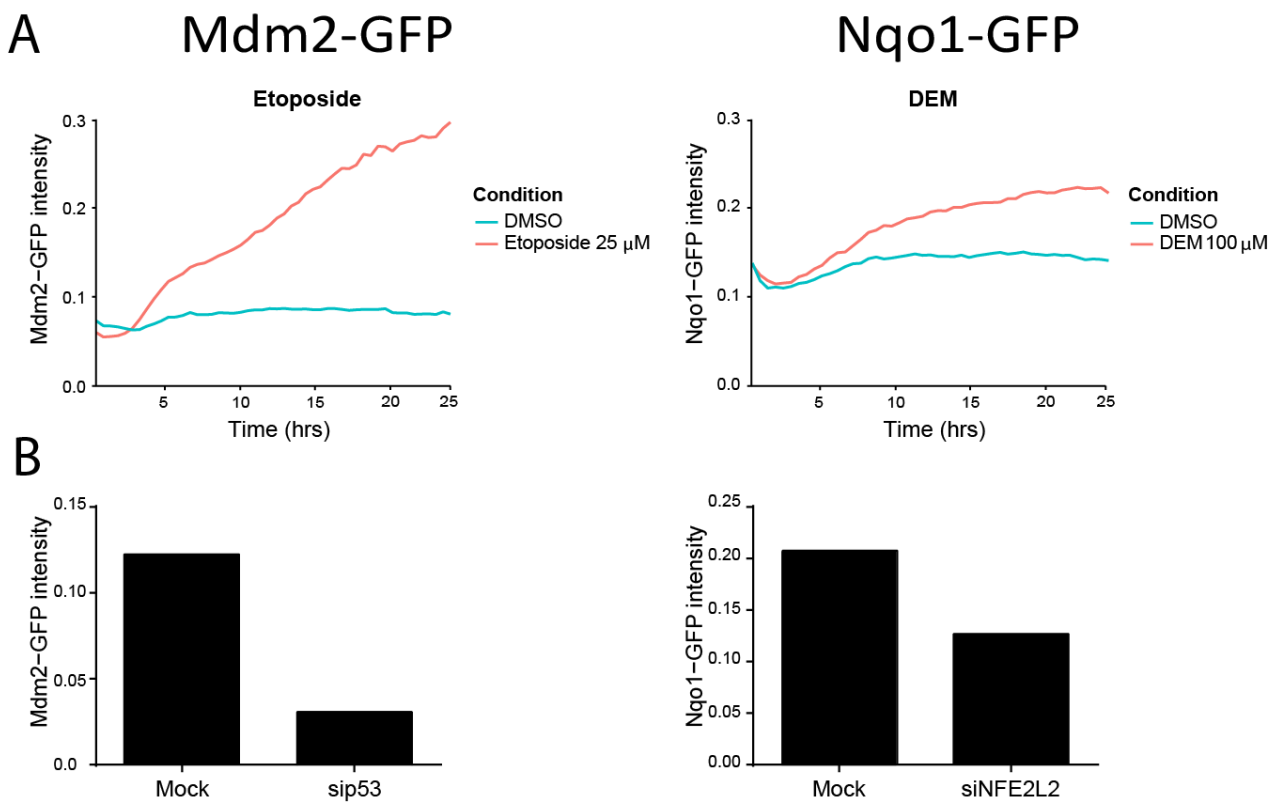 A
Mdm2-GFP
Nqo1-GFP
Etoposide
Mdm2−GFP intensity
0.3
0.2
0.1
0.0
5
10
15
20
25
Time (hrs)
Condition
DMSO
Etoposide 25 µM
DEM
Nqo1−GFP intensity
0.3
0.2
0.1
0.0
5
10
15
20
25
Time (hrs)
Condition
DMSO
DEM 100 µM
B
Mdm2−GFP intensity
0.15
0.10
0.05
0.0
Mock
sip53
Nqo1−GFP intensity
0.25
0.20
0.15
0.10
0.05
0.00
Mock
siNFE2L2